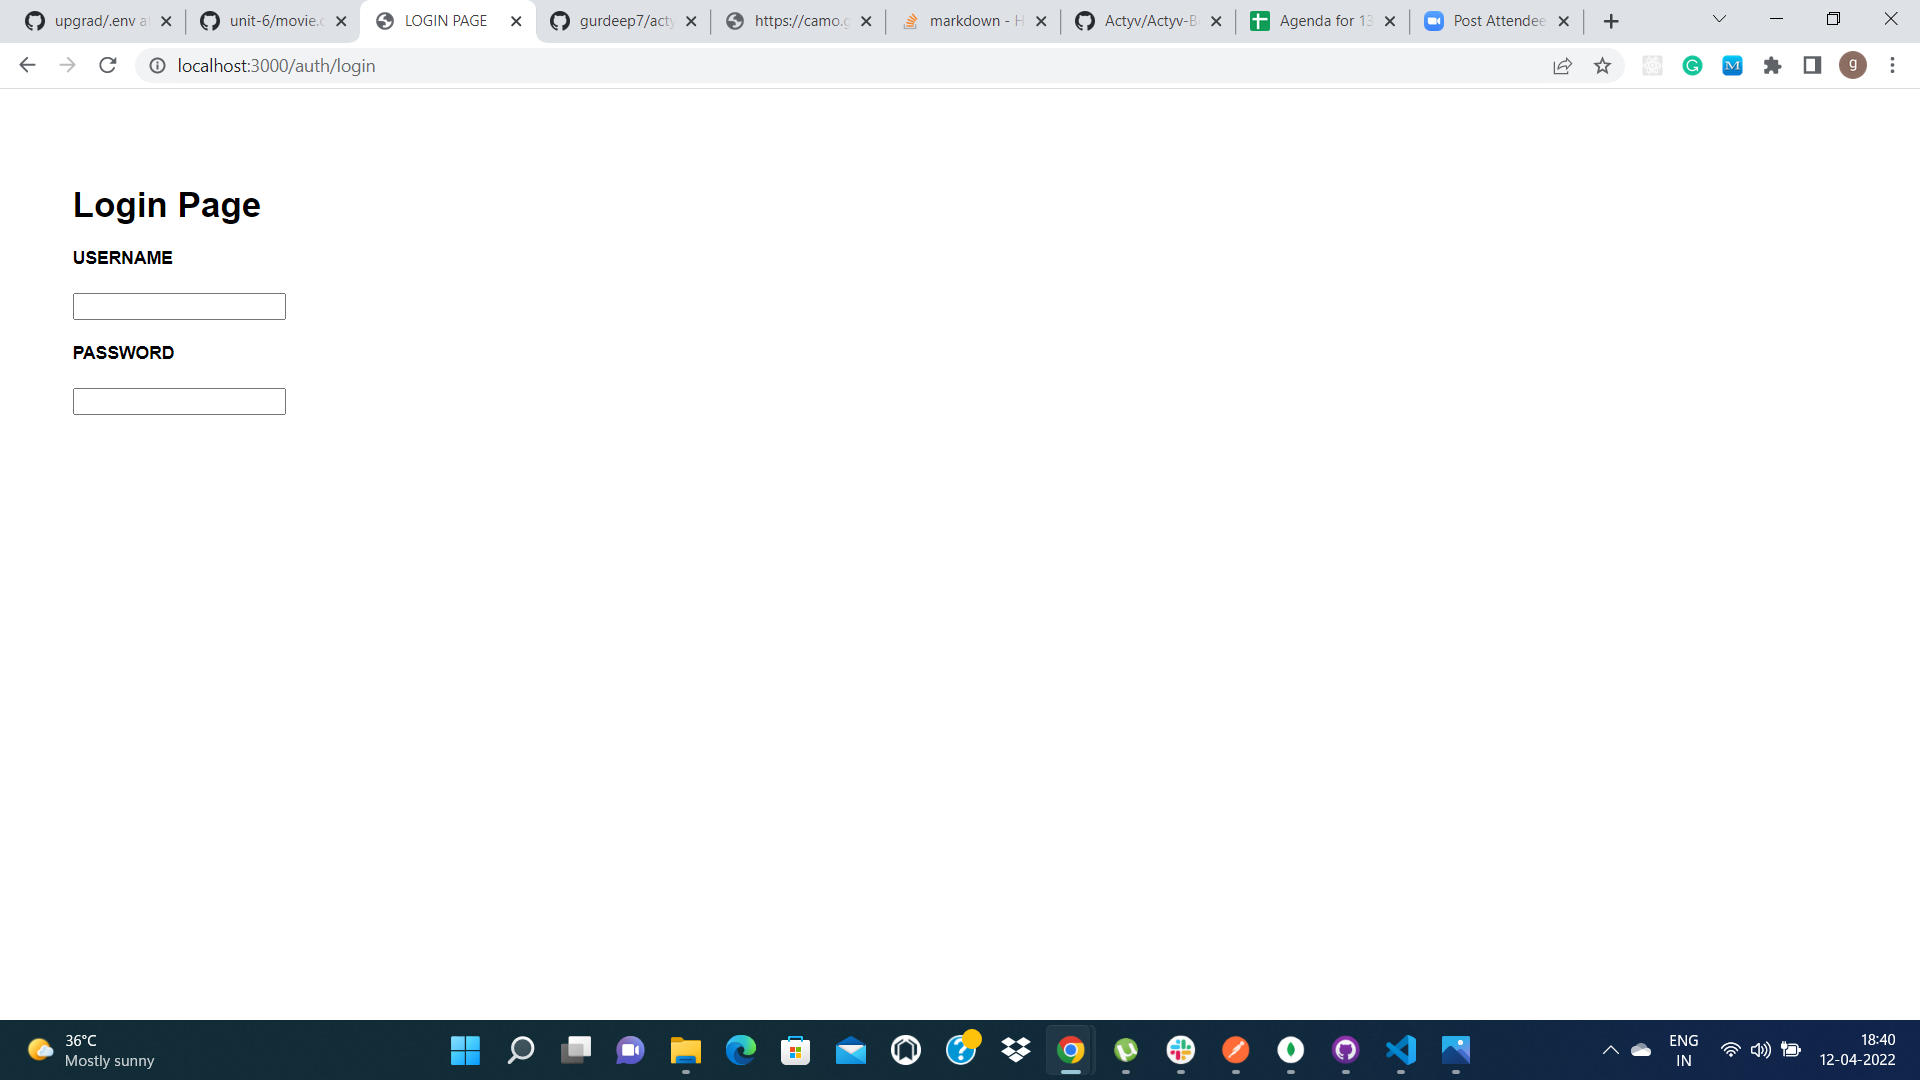 upgrad/.env a
unit-6/movie.c
LOGIN PAGE
gurdeep7/acty
https://camo.g
markdown - H
Actyv/Actyv-B
Agenda for 13
Post Attendee
localhost:3000/auth/login
g
Login Page
USERNAME
PASSWORD
36°C
Mostly sunny
ENG
IN
18:40
12-04-2022